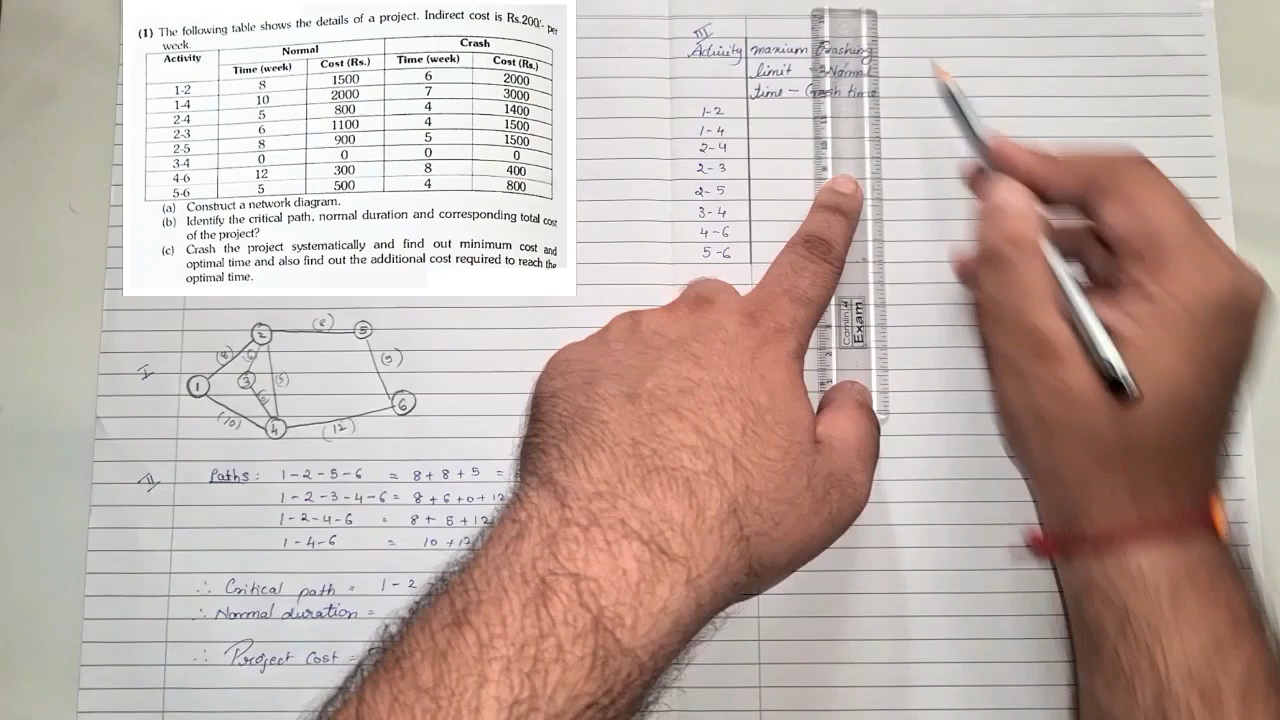 (1) The following table shows the details of a project. Indirect cost is Rs.200/- per
week.
Activity Normal Crash
Time (week) Cost (Rs.) Time (week) Cost (Rs.)
1-2 8 1500 6 2000
1-4 10 2000 7 3000
2-4 5 800 4 1400
2-3 6 1100 4 1500
2-5 8 900 5 1500
3-4 0 0 0 0
4-6 12 300 8 400
5-6 5 500 4 800
(a) Construct a network diagram.
(b) Identify the critical path, normal duration and corresponding total cost
of the project?
(c) Crash the project systematically and find out minimum cost and
optimal time and also find out the additional cost required to reach the
optimal time.
I
1
2
3
4
5
6
(8)
(8)
(6)
(5)
(5)
(10)
(12)
II Paths: 1-2-5-6 = 8+8+5 =
1-2-3-4-6 = 8+6+0+12
1-2-4-6 = 8+5+12
1-4-6 = 10+12
∴ Critical path = 1-2
∴ Normal duration =
∴ Project Cost =
III
Activity maxium Crashing
limit Normal
time - Crash time
1-2
1-4
2-4
2-3
2-5
3-4
4-6
5-6
Camlin
Exam